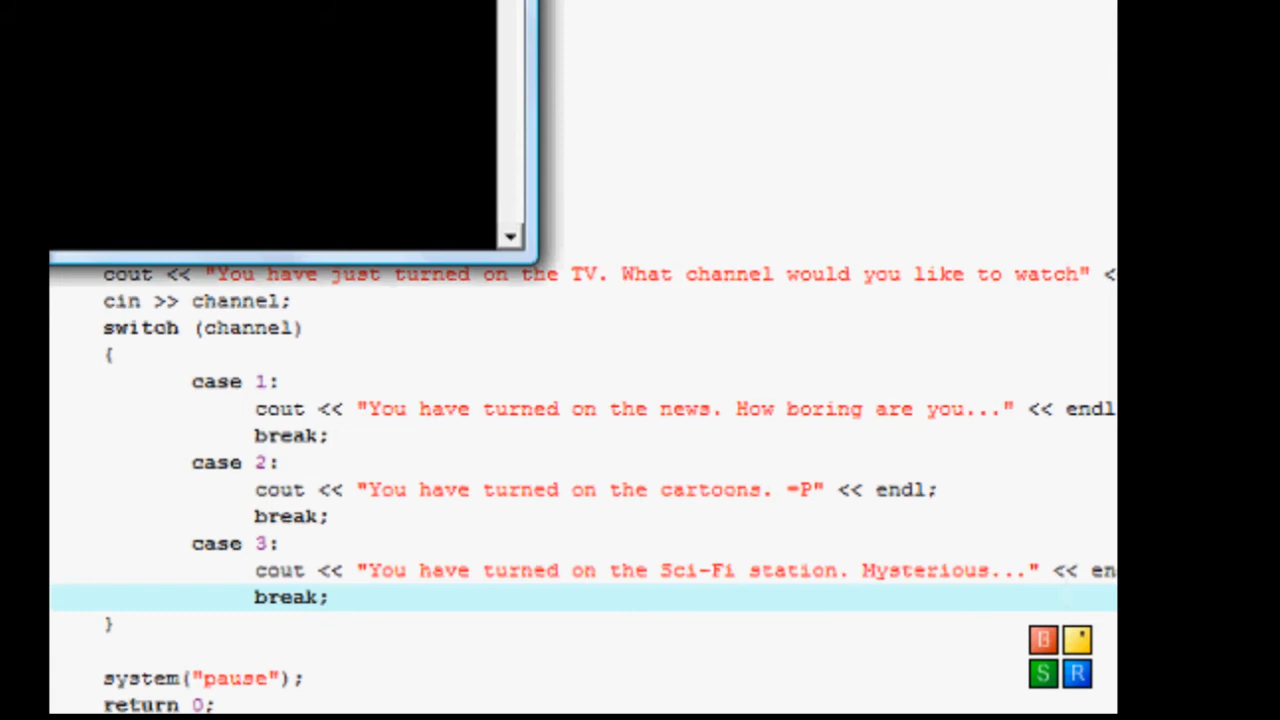 cout << "You have just turned on the TV. What channel would you like to watch" <
cin >> channel;
switch (channel)
{
case 1:
cout << "You have turned on the news. How boring are you..." << endl
break;
case 2:
cout << "You have turned on the cartoons. =P" << endl;
break;
case 3:
cout << "You have turned on the Sci-Fi station. Mysterious..." << en
break;
}
B '
S R
system("pause");
return 0;